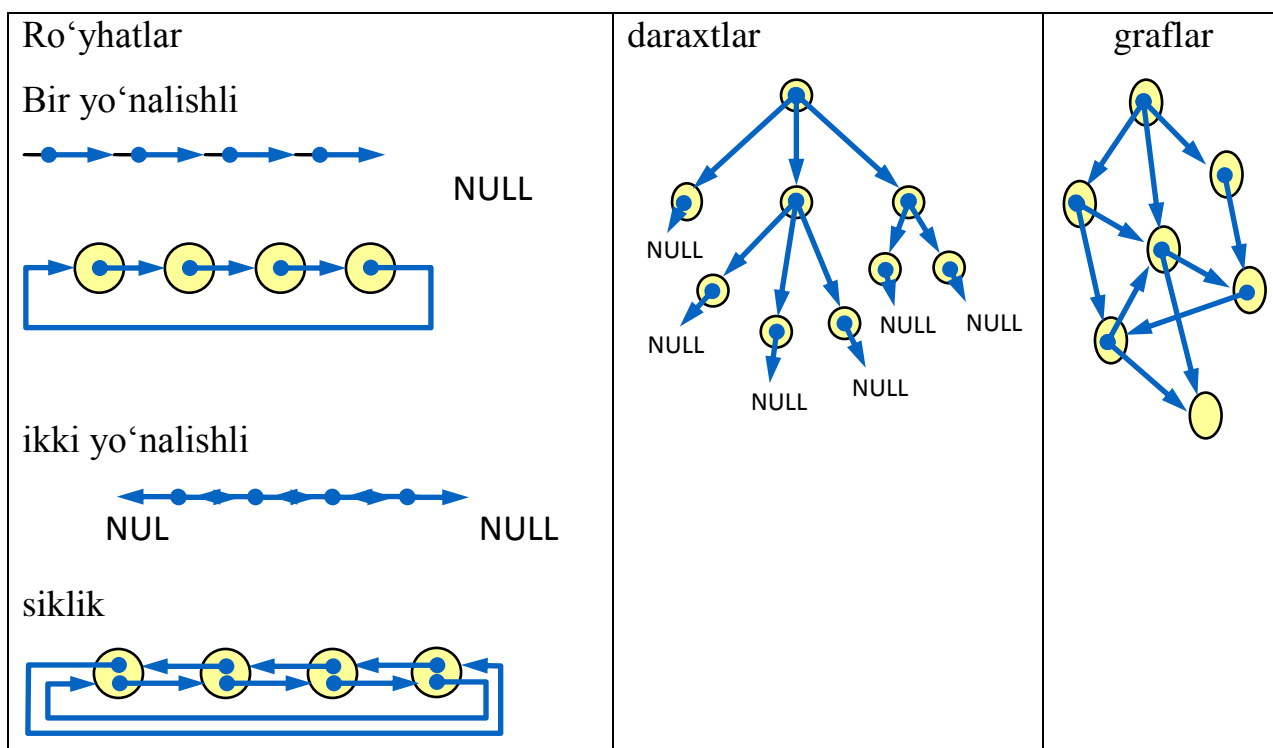 Ro‘yhatlar
Bir yo‘nalishli
NULL
ikki yo‘nalishli
NUL NULL
siklik
daraxtlar
NULL
NULL NULL
NULL
NULL
NULL
graflar